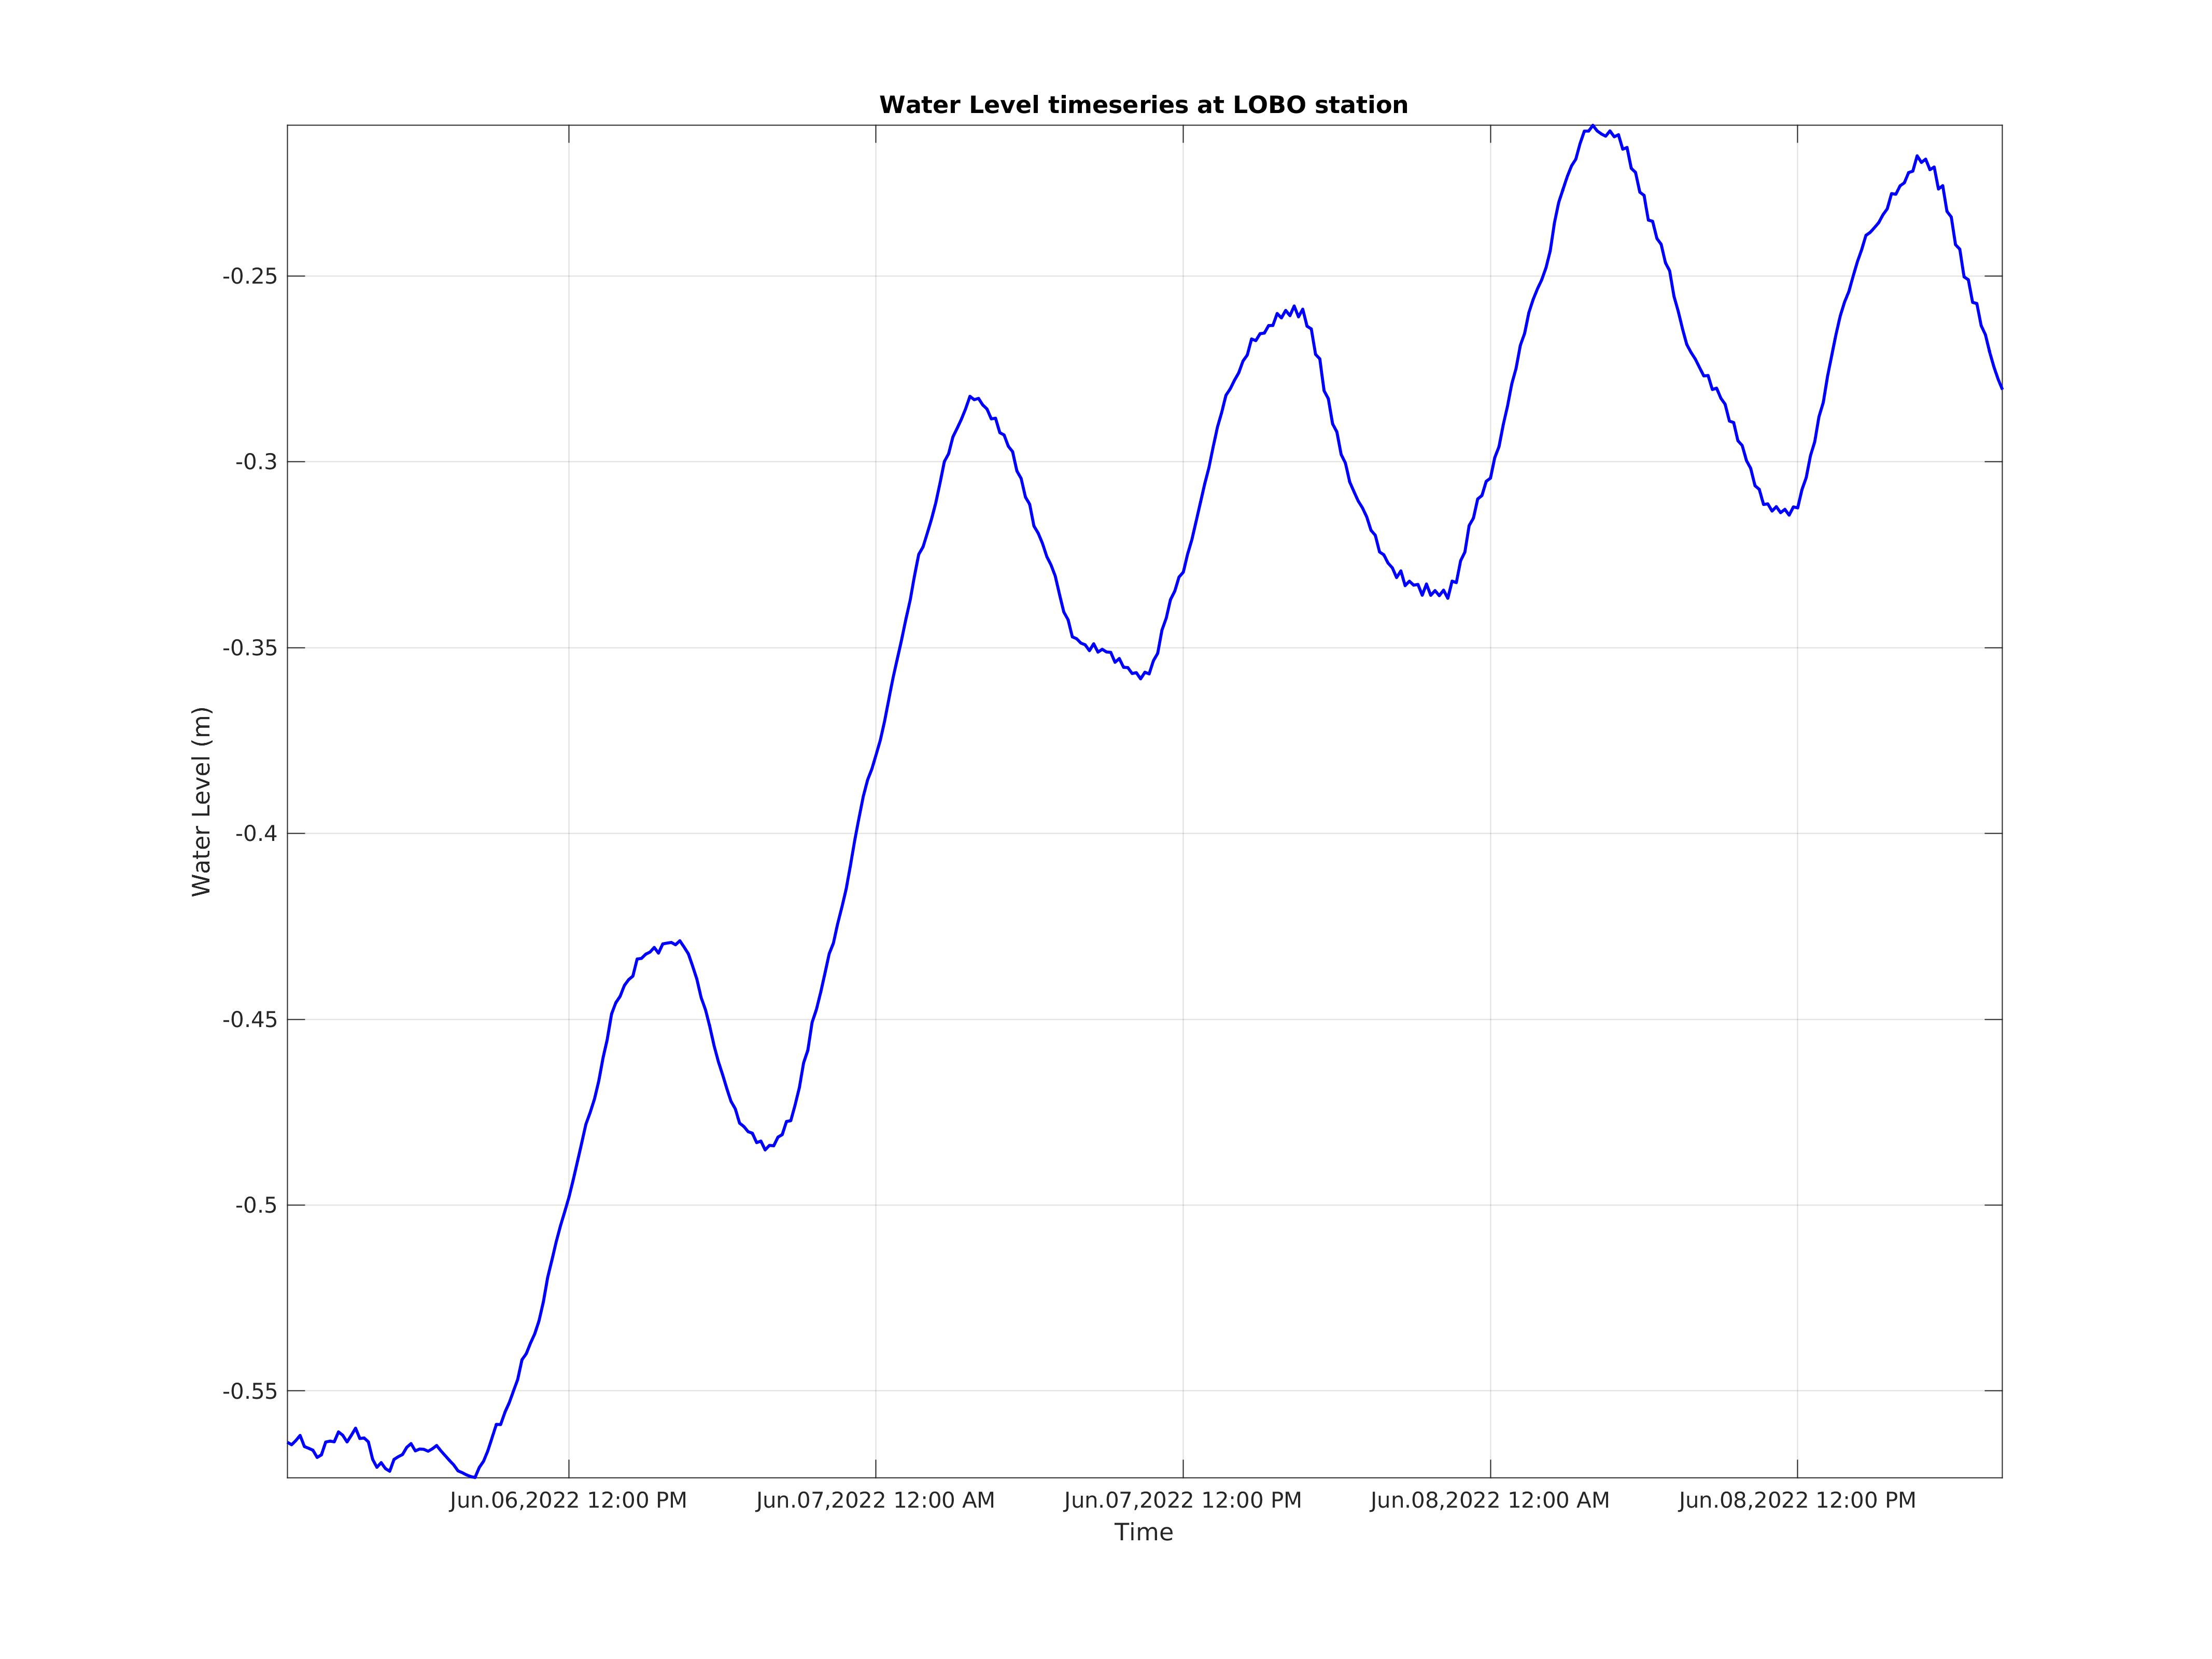 Water Level timeseries at LOBO station
-0.25
-0.3
-0.35
-0.4
-0.45
-0.5
-0.55
Water Level (m)
Jun.06,2022 12:00 PM
Jun.07,2022 12:00 AM
Jun.07,2022 12:00 PM
Jun.08,2022 12:00 AM
Jun.08,2022 12:00 PM
Time